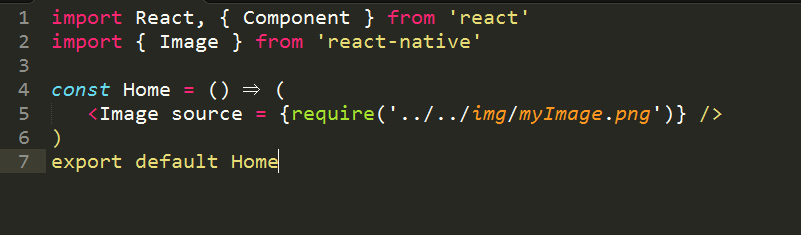 1 import React, { Component } from 'react'
2 import { Image } from 'react-native'
3
4 const Home = () ⇒ (
5    <Image source = {require('../../img/myImage.png')} />
6 )
7 export default Home